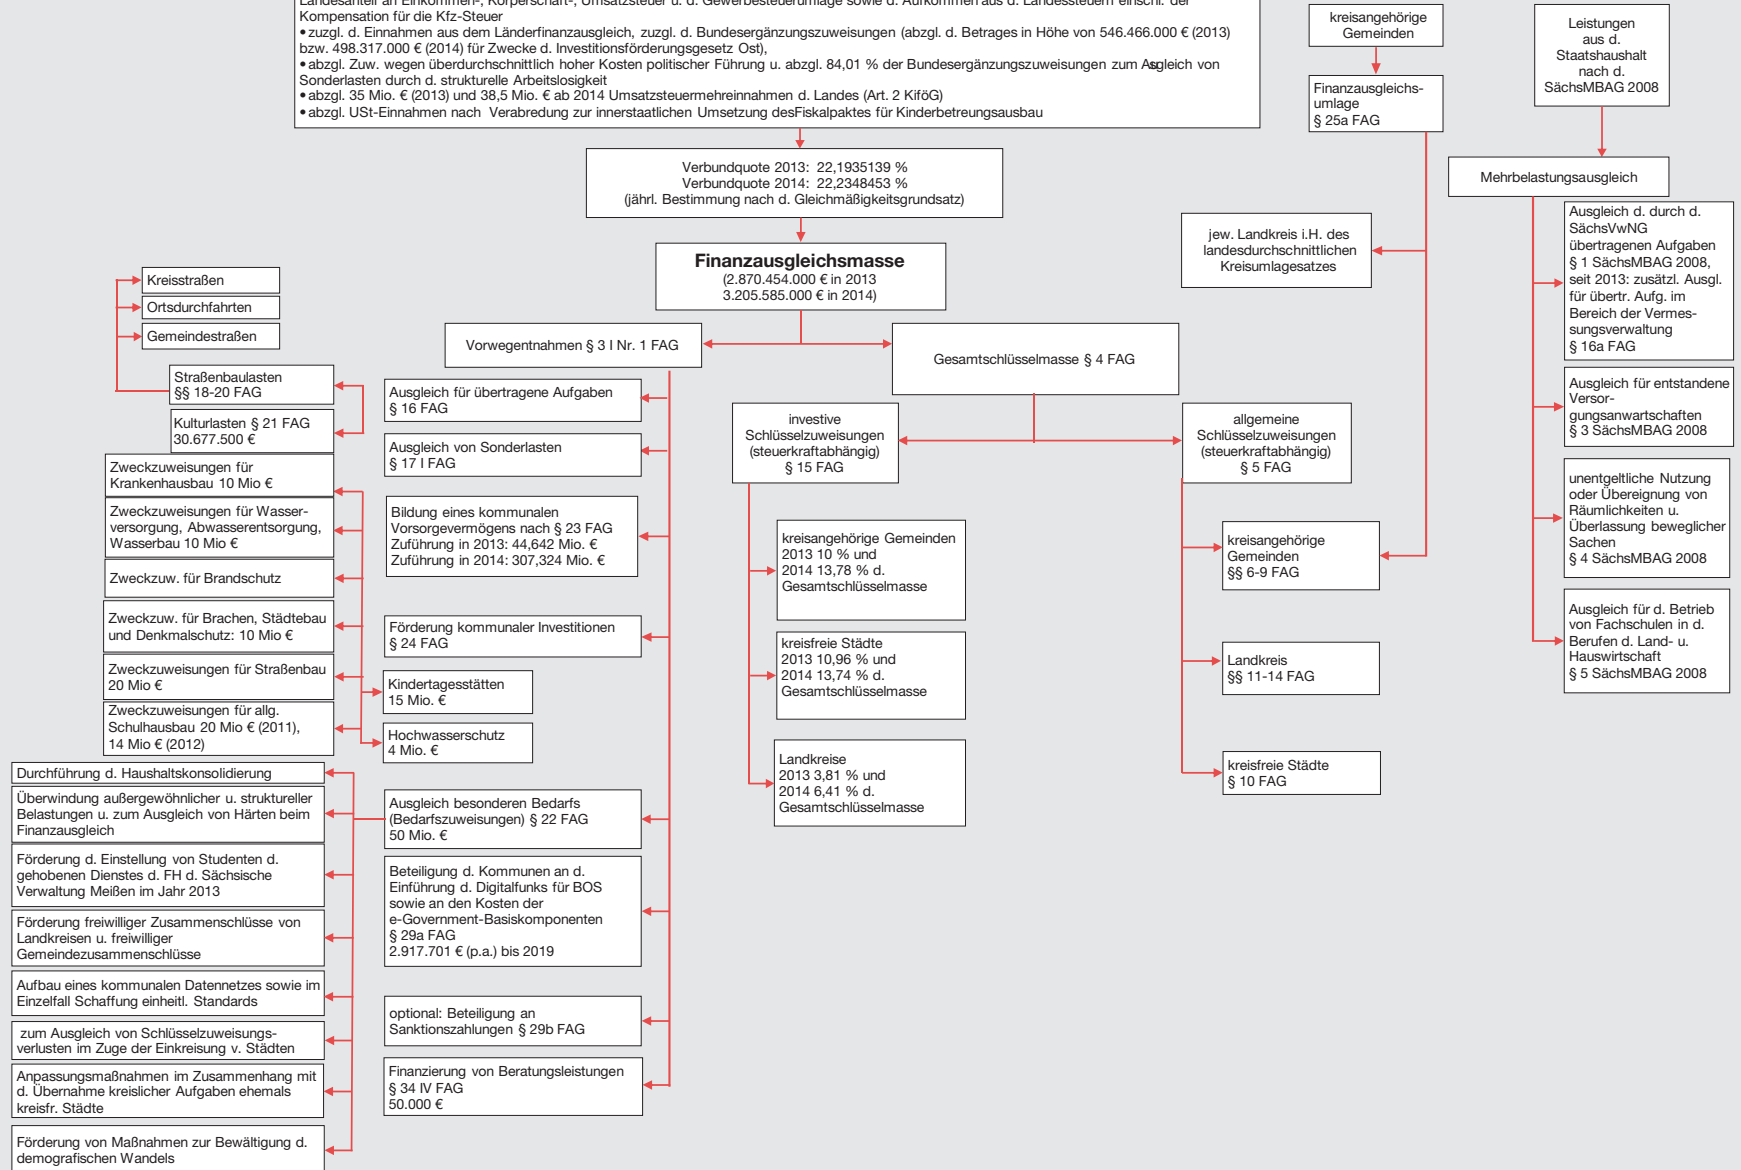 Landesanteil an Einkommen-, Körperschaft-, Umsatzsteuer u. d. Gewerbesteuerumlage sowie d. Aufkommen aus d. Landessteuern einschl. der
Kompensation für die Kfz-Steuer
• zuzgl. d. Einnahmen aus dem Länderfinanzausgleich, zuzgl. d. Bundesergänzungszuweisungen (abzgl. d. Betrages in Höhe von 546.466.000 € (2013)
bzw. 498.317.000 € (2014) für Zwecke d. Investitionsförderungsgesetz Ost),
• abzgl. Zuw. wegen überdurchschnittlich hoher Kosten politischer Führung u. abzgl. 84,01 % der Bundesergänzungszuweisungen zum Ausgleich von
Sonderlasten durch d. strukturelle Arbeitslosigkeit
• abzgl. 35 Mio. € (2013) und 38,5 Mio. € ab 2014 Umsatzsteuermehreinnahmen d. Landes (Art. 2 KiföG)
• abzgl. USt-Einnahmen nach Verabredung zur innerstaatlichen Umsetzung desFiskalpaktes für Kinderbetreungsausbau
kreisangehörige
Gemeinden
Finanzausgleichs-
umlage
§ 25a FAG
Leistungen
aus d.
Staatshaushalt
nach d.
SächsMBAG 2008
Verbundquote 2013: 22,1935139 %
Verbundquote 2014: 22,2348453 %
(jährl. Bestimmung nach d. Gleichmäßigkeitsgrundsatz)
Mehrbelastungsausgleich
jew. Landkreis i.H. des
landesdurchschnittlichen
Kreisumlagesatzes
Ausgleich d. durch d.
SächsVwNG
übertragenen Aufgaben
§ 1 SächsMBAG 2008,
seit 2013: zusätzl. Ausgl.
für übertr. Aufg. im
Bereich der Vermes-
sungsverwaltung
§ 16a FAG
Finanzausgleichsmasse
(2.870.454.000 € in 2013
3.205.585.000 € in 2014)
Kreisstraßen
Ortsdurchfahrten
Gemeindestraßen
Vorwegentnahmen § 3 I Nr. 1 FAG
Gesamtschlüsselmasse § 4 FAG
Straßenbaulasten
§§ 18-20 FAG
Kulturlasten § 21 FAG
30.677.500 €
Ausgleich für übertragene Aufgaben
§ 16 FAG
Ausgleich von Sonderlasten
§ 17 I FAG
investive
Schlüsselzuweisungen
(steuerkraftabhängig)
§ 15 FAG
allgemeine
Schlüsselzuweisungen
(steuerkraftabhängig)
§ 5 FAG
Ausgleich für entstandene
Versor-
gungsanwartschaften
§ 3 SächsMBAG 2008
Zweckzuweisungen für
Krankenhausbau 10 Mio €
Zweckzuweisungen für Wasser-
versorgung, Abwasserentsorgung,
Wasserbau 10 Mio €
Zweckzuw. für Brandschutz
Zweckzuw. für Brachen, Städtebau
und Denkmalschutz: 10 Mio €
Zweckzuweisungen für Straßenbau
20 Mio €
Zweckzuweisungen für allg.
Schulhausbau 20 Mio € (2011),
14 Mio € (2012)
Bildung eines kommunalen
Vorsorgevermögens nach § 23 FAG
Zuführung in 2013: 44,642 Mio. €
Zuführung in 2014: 307,324 Mio. €
Förderung kommunaler Investitionen
§ 24 FAG
Kindertagesstätten
15 Mio. €
Hochwasserschutz
4 Mio. €
kreisangehörige Gemeinden
2013 10 % und
2014 13,78 % d.
Gesamtschlüsselmasse
kreisfreie Städte
2013 10,96 % und
2014 13,74 % d.
Gesamtschlüsselmasse
Landkreise
2013 3,81 % und
2014 6,41 % d.
Gesamtschlüsselmasse
kreisangehörige
Gemeinden
§§ 6-9 FAG
Landkreis
§§ 11-14 FAG
kreisfreie Städte
§ 10 FAG
unentgeltliche Nutzung
oder Übereignung von
Räumlichkeiten u.
Überlassung beweglicher
Sachen
§ 4 SächsMBAG 2008
Ausgleich für d. Betrieb
von Fachschulen in d.
Berufen d. Land- u.
Hauswirtschaft
§ 5 SächsMBAG 2008
Durchführung d. Haushaltskonsolidierung
Überwindung außergewöhnlicher u. struktureller
Belastungen u. zum Ausgleich von Härten beim
Finanzausgleich
Förderung d. Einstellung von Studenten d.
gehobenen Dienstes d. FH d. Sächsische
Verwaltung Meißen im Jahr 2013
Förderung freiwilliger Zusammenschlüsse von
Landkreisen u. freiwilliger
Gemeindezusammenschlüsse
Aufbau eines kommunalen Datennetzes sowie im
Einzelfall Schaffung einheitl. Standards
zum Ausgleich von Schlüsselzuweisungs-
verlusten im Zuge der Einkreisung v. Städten
Anpassungsmaßnahmen im Zusammenhang mit
d. Übernahme kreislicher Aufgaben ehemals
kreisfr. Städte
Förderung von Maßnahmen zur Bewältigung d.
demografischen Wandels
Ausgleich besonderen Bedarfs
(Bedarfszuweisungen) § 22 FAG
50 Mio. €
Beteiligung d. Kommunen an d.
Einführung d. Digitalfunks für BOS
sowie an den Kosten der
e-Government-Basiskomponenten
§ 29a FAG
2.917.701 € (p.a.) bis 2019
optional: Beteiligung an
Sanktionszahlungen § 29b FAG
Finanzierung von Beratungsleistungen
§ 34 IV FAG
50.000 €